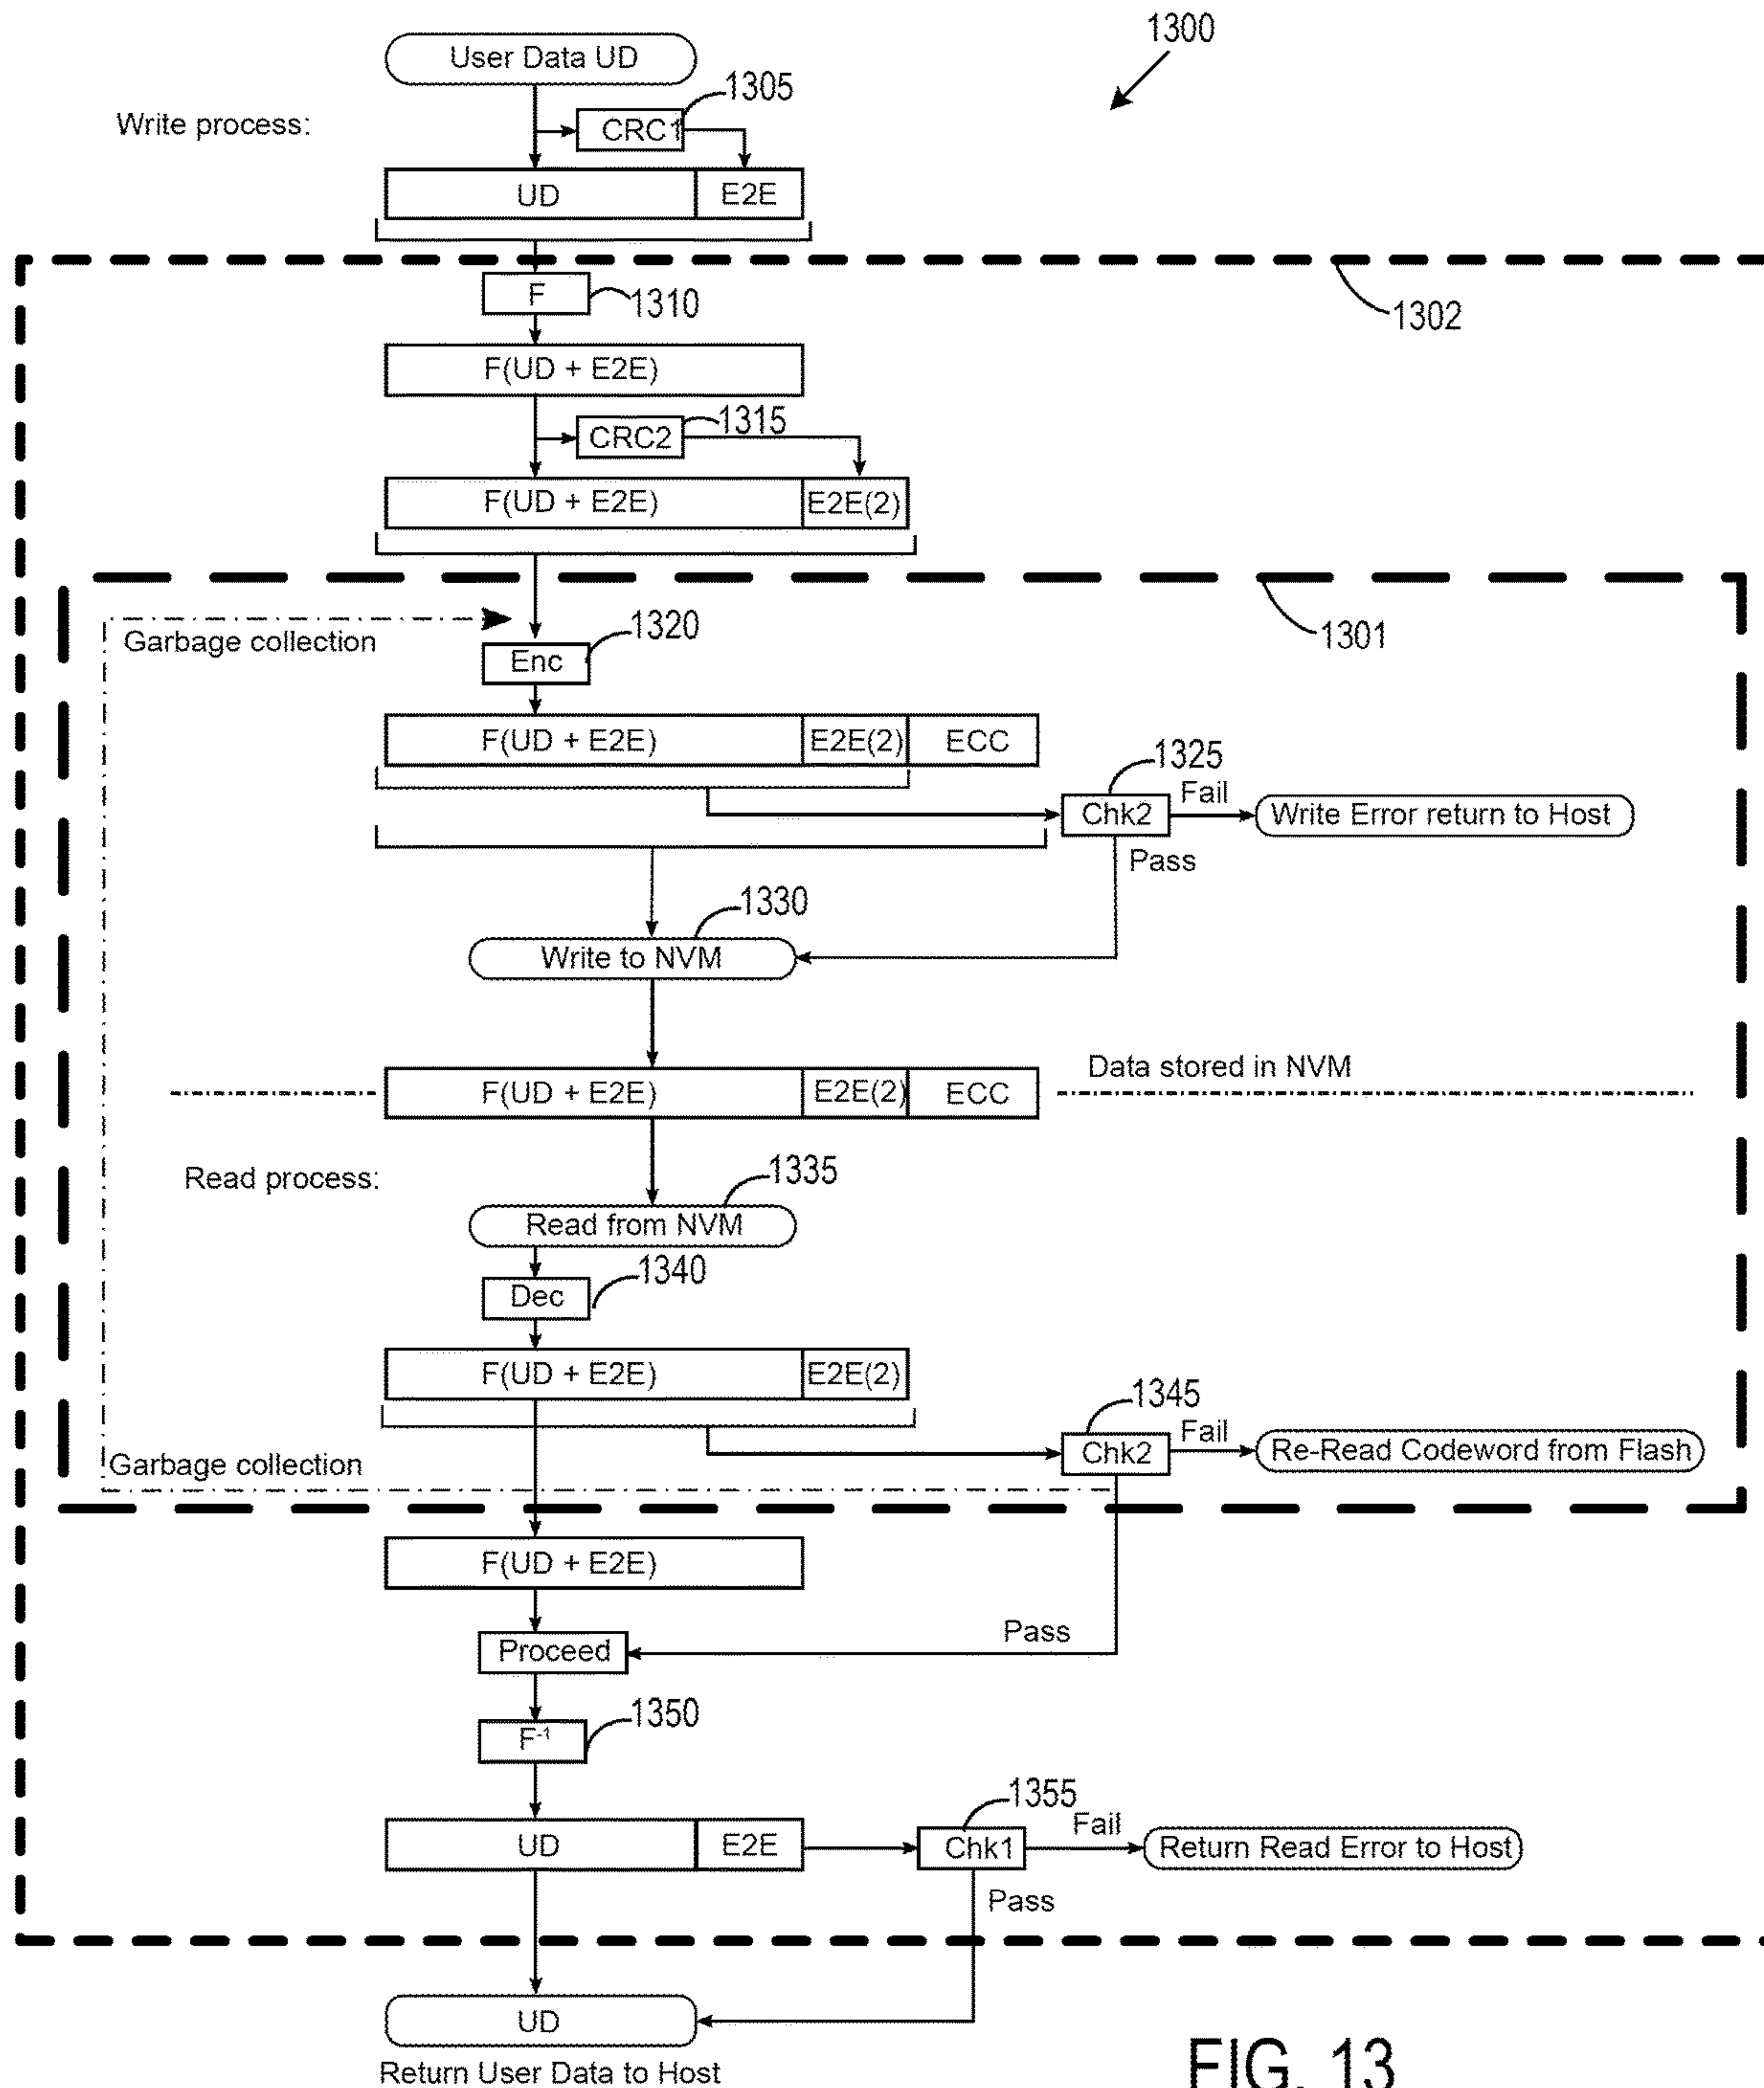 1300
User Data UD
1305
Write process:
CRC1
UD
E2E
F
1310
1302
F(UD + E2E)
1315
CRC2
F(UD + E2E)
E2E(2)
1320
1301
Garbage collection
Enc
F(UD + E2E)
E2E(2)
ECC
1325
Chk2
Fail
Write Error return to Host
Pass
1330
Write to NVM
Data stored in NVM
F(UD + E2E)
E2E(2)
ECC
Read process:
1335
Read from NVM
1340
Dec
F(UD + E2E)
E2E(2)
1345
Chk2
Fail
Re-Read Codeword from Flash
Garbage collection
F(UD + E2E)
Pass
Proceed
1350
F-1
1355
UD
E2E
Chk1
Fail
Return Read Error to Host
Pass
UD
Return User Data to Host
FIG. 13